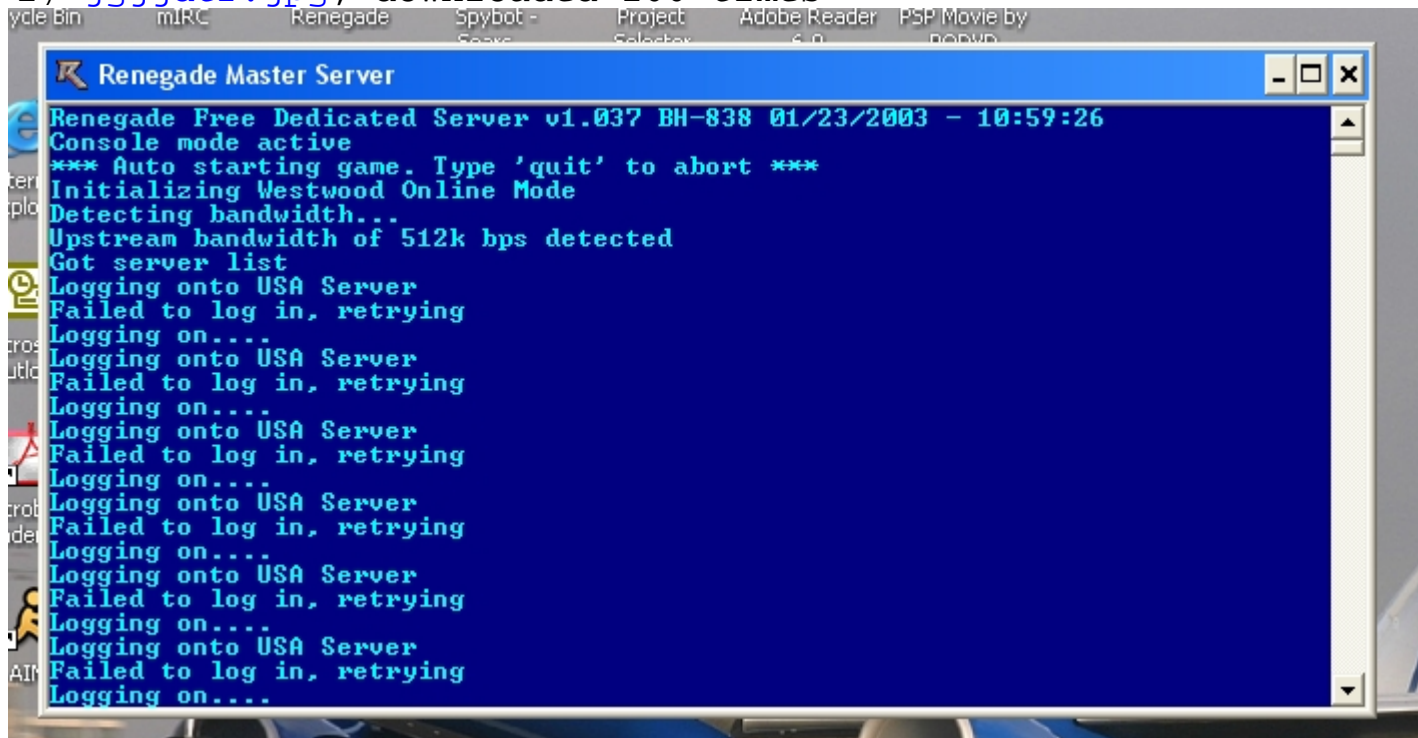 ycle Bin mIRC Renegade Spybot - Project Adobe Reader PSP Movie by
Selector 6.0
Renegade Master Server
Renegade Free Dedicated Server v1.037 BH-838 01/23/2003 - 10:59:26
Console mode active
*** Auto starting game. Type 'quit' to abort ***
Initializing Westwood Online Mode
Detecting bandwidth...
Upstream bandwidth of 512k bps detected
Got server list
Logging onto USA Server
Failed to log in, retrying
Logging on....
Logging onto USA Server
Failed to log in, retrying
Logging on....
Logging onto USA Server
Failed to log in, retrying
Logging on....
Logging onto USA Server
Failed to log in, retrying
Logging on....
Logging onto USA Server
Failed to log in, retrying
Logging on....
Logging onto USA Server
Failed to log in, retrying
Logging on....